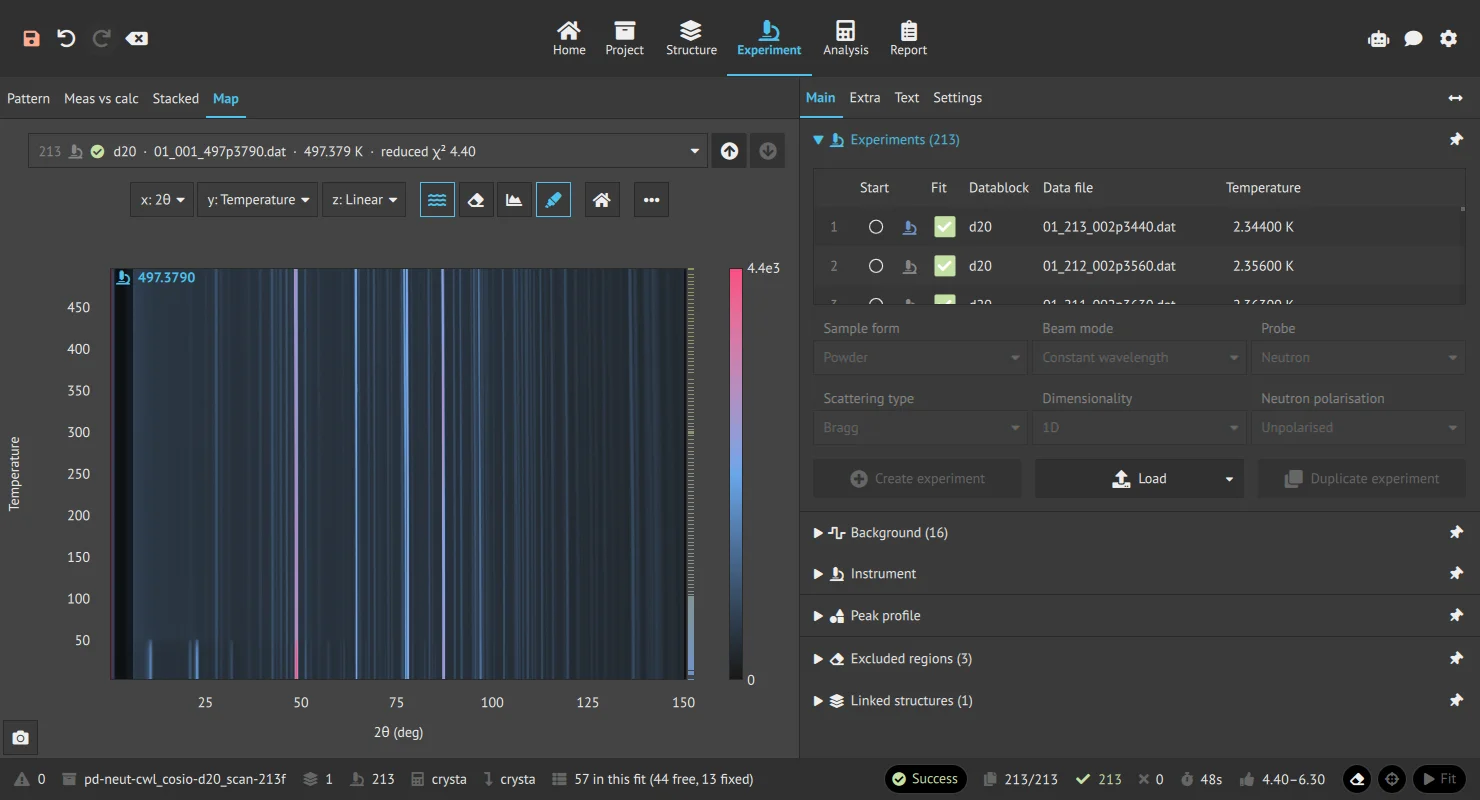 Home
Project
Structure
Experiment
Analysis
Report
Pattern
Meas vs calc
Stacked
Map
213 d20 · 01_001_497p3790.dat · 497.379 K · reduced χ² 4.40
x: 2θ
y: Temperature
z: Linear
497.3790
4.4e3
450
400
350
300
250
200
150
100
50
0
Temperature
25
50
75
100
125
150
2θ (deg)
Main
Extra
Text
Settings
Experiments (213)
Start Fit Datablock Data file Temperature
1 d20 01_213_002p3440.dat 2.34400 K
2 d20 01_212_002p3560.dat 2.35600 K
3 d20 01_211_002p3630.dat 2.36300 K
Sample form
Beam mode
Probe
Powder
Constant wavelength
Neutron
Scattering type
Dimensionality
Neutron polarisation
Bragg
1D
Unpolarised
Create experiment
Load
Duplicate experiment
Background (16)
Instrument
Peak profile
Excluded regions (3)
Linked structures (1)
0 pd-neut-cwl_cosio-d20_scan-213f 1 213 crysta crysta 57 in this fit (44 free, 13 fixed)
Success 213/213 213 0 48s 4.40–6.30 Fit